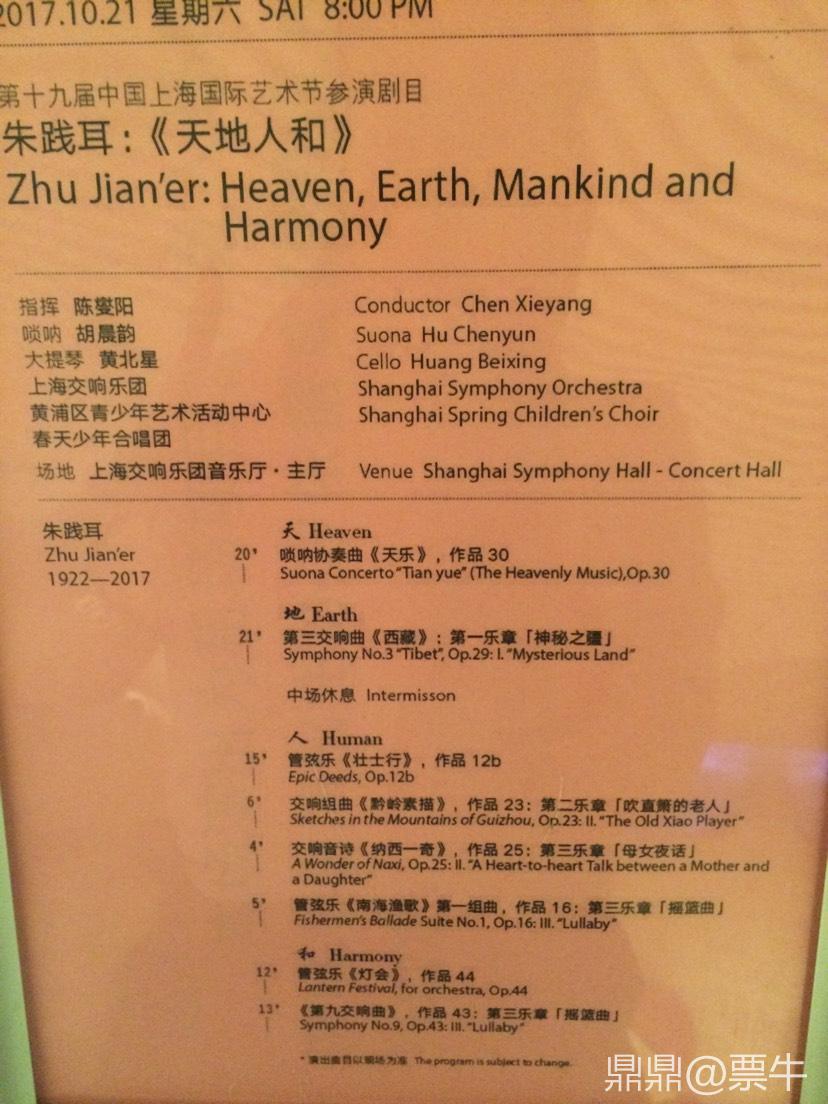 2017.10.21 星期六 SAT 8:00 PM
第十九届中国上海国际艺术节参演剧目
朱践耳:《天地人和》
Zhu Jian'er: Heaven, Earth, Mankind and
Harmony
指挥 陈燮阳 Conductor Chen Xieyang
唢呐 胡晨韵 Suona Hu Chenyun
大提琴 黄北星 Cello Huang Beixing
上海交响乐团 Shanghai Symphony Orchestra
黄浦区青少年艺术活动中心 Shanghai Spring Children's Choir
春天少年合唱团
场地 上海交响乐团音乐厅·主厅 Venue Shanghai Symphony Hall - Concert Hall
朱践耳
Zhu Jian'er
1922—2017
天 Heaven
20' 唢呐协奏曲《天乐》, 作品 30
Suona Concerto "Tian yue" (The Heavenly Music),Op.30
地 Earth
21' 第三交响曲《西藏》: 第一乐章「神秘之疆」
Symphony No.3 "Tibet", Op.29: I. "Mysterious Land"
中场休息 Intermisson
人 Human
15' 管弦乐《壮士行》, 作品 12b
Epic Deeds, Op.12b
6' 交响组曲《黔岭素描》, 作品 23: 第二乐章「吹直箫的老人」
Sketches in the Mountains of Guizhou, Op.23: II. "The Old Xiao Player"
4' 交响音诗《纳西一奇》, 作品 25: 第三乐章「母女夜话」
A Wonder of Naxi, Op.25: II. "A Heart-to-heart Talk between a Mother and
a Daughter"
5' 管弦乐《南海渔歌》第一组曲, 作品 16: 第三乐章「摇篮曲」
Fishermen's Ballade Suite No.1, Op.16: III. "Lullaby"
和 Harmony
12' 管弦乐《灯会》, 作品 44
Lantern Festival, for orchestra, Op.44
13' 《第九交响曲》, 作品 43: 第三乐章「摇篮曲」
Symphony No.9, Op.43: III. "Lullaby"
* 演出曲目以现场为准 The program is subject to change.
鼎鼎@票牛